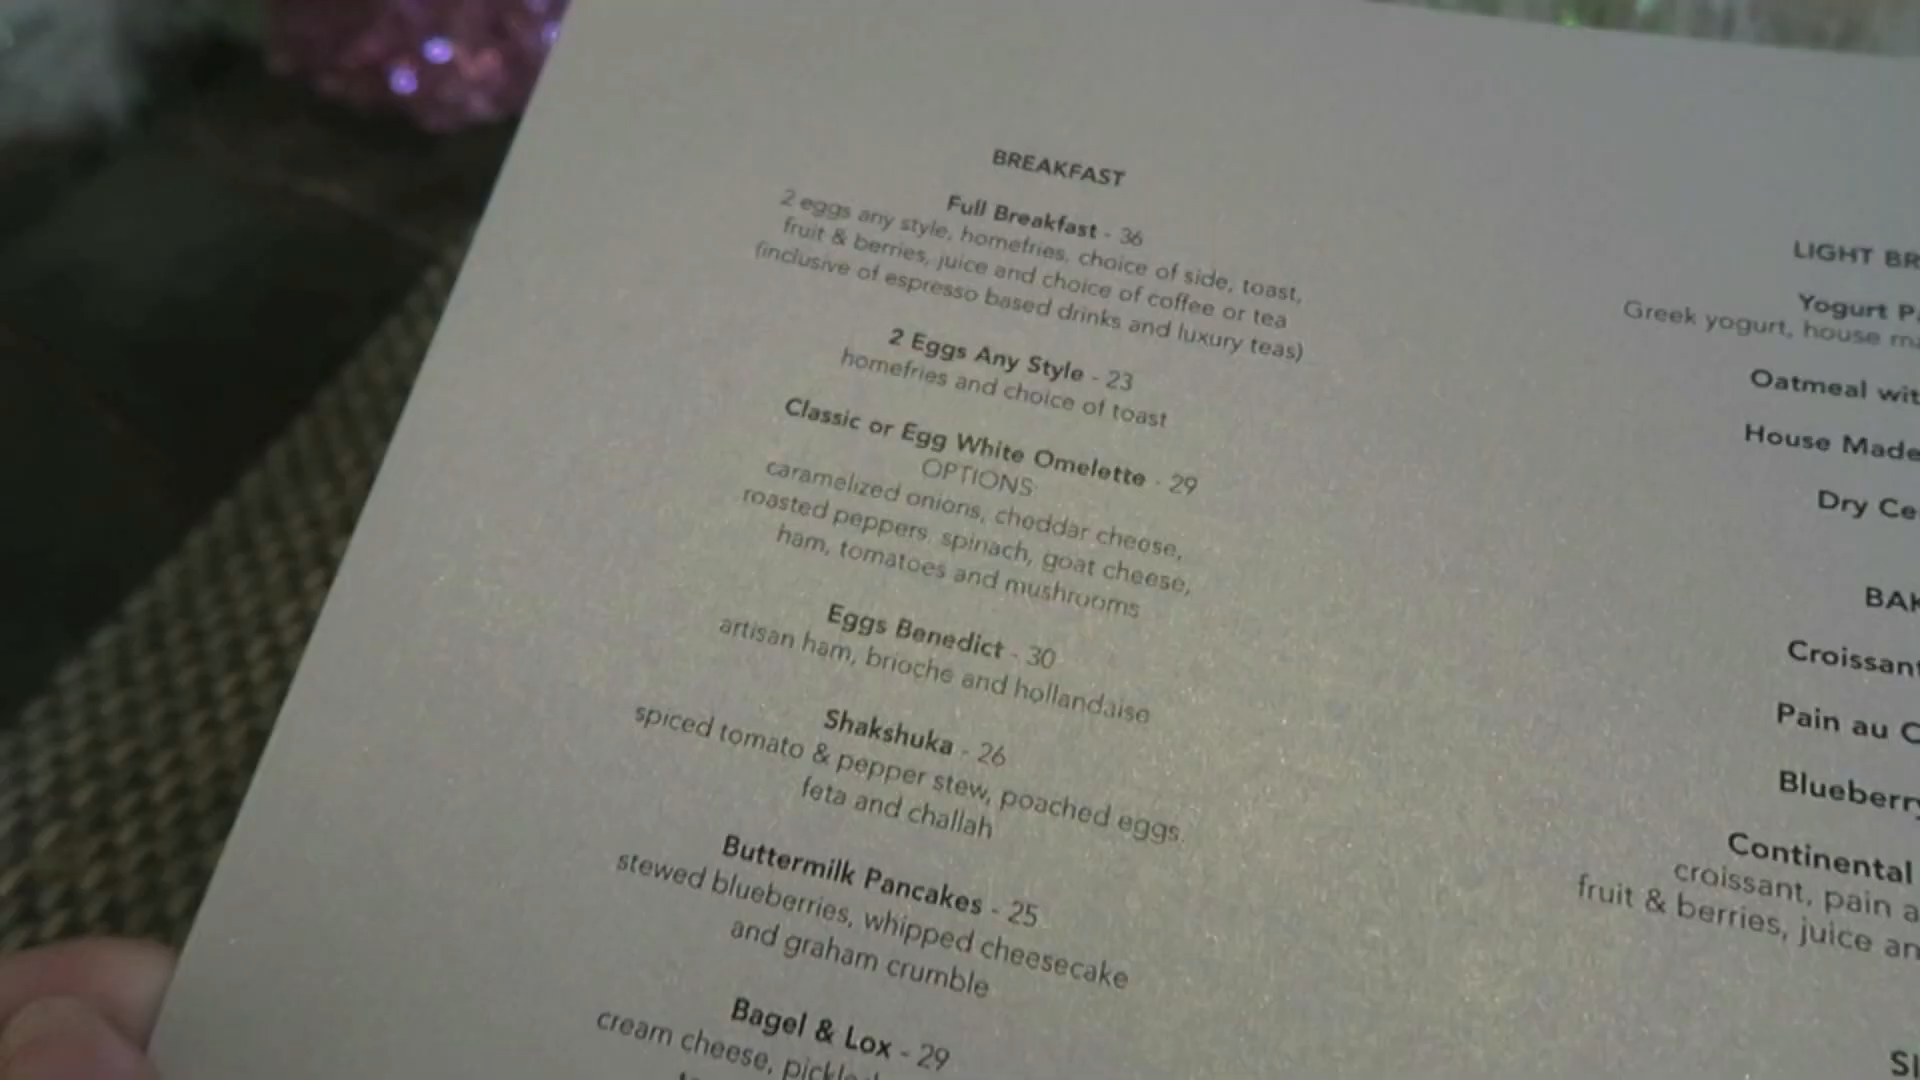 BREAKFAST
Full Breakfast - 36
2 eggs any style, homefries, choice of side, toast,
fruit & berries, juice and choice of coffee or tea
(inclusive of espresso based drinks and luxury teas)
2 Eggs Any Style - 23
homefries and choice of toast
Classic or Egg White Omelette - 29
OPTIONS
caramelized onions, cheddar cheese,
roasted peppers, spinach, goat cheese,
ham, tomatoes and mushrooms
Eggs Benedict - 30
artisan ham, brioche and hollandaise
Shakshuka - 26
spiced tomato & pepper stew, poached eggs,
feta and challah
Buttermilk Pancakes - 25
stewed blueberries, whipped cheesecake
and graham crumble
Bagel & Lox - 29
cream cheese,
LIGHT
Yogurt
Greek yogurt, house
Oatmeal
House Made
Dry
Croissant
Pain au
Blueberry
Continental
croissant, pain
fruit & berries, juice